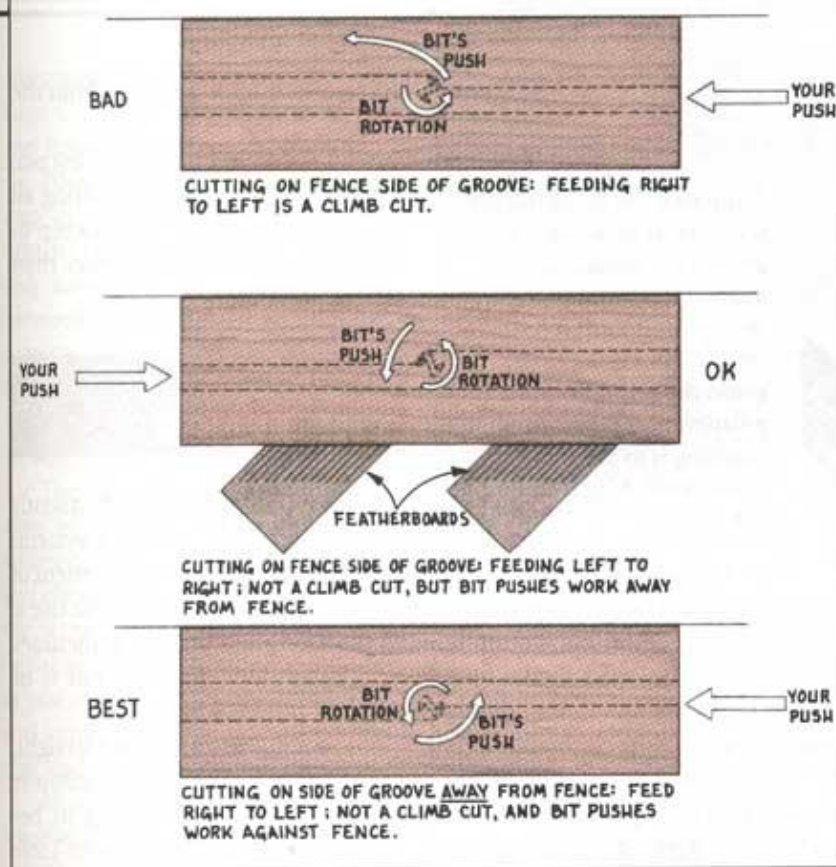 BIT'S
PUSH
BAD
BIT
ROTATION
YOUR
PUSH
CUTTING ON FENCE SIDE OF GROOVE: FEEDING RIGHT
TO LEFT IS A CLIMB CUT.
YOUR
PUSH
BIT'S
PUSH
BIT
ROTATION
OK
FEATHERBOARDS
CUTTING ON FENCE SIDE OF GROOVE: FEEDING LEFT TO
RIGHT; NOT A CLIMB CUT, BUT BIT PUSHES WORK AWAY
FROM FENCE.
BEST
BIT
ROTATION
BIT'S
PUSH
YOUR
PUSH
CUTTING ON SIDE OF GROOVE AWAY FROM FENCE: FEED
RIGHT TO LEFT; NOT A CLIMB CUT, AND BIT PUSHES
WORK AGAINST FENCE.